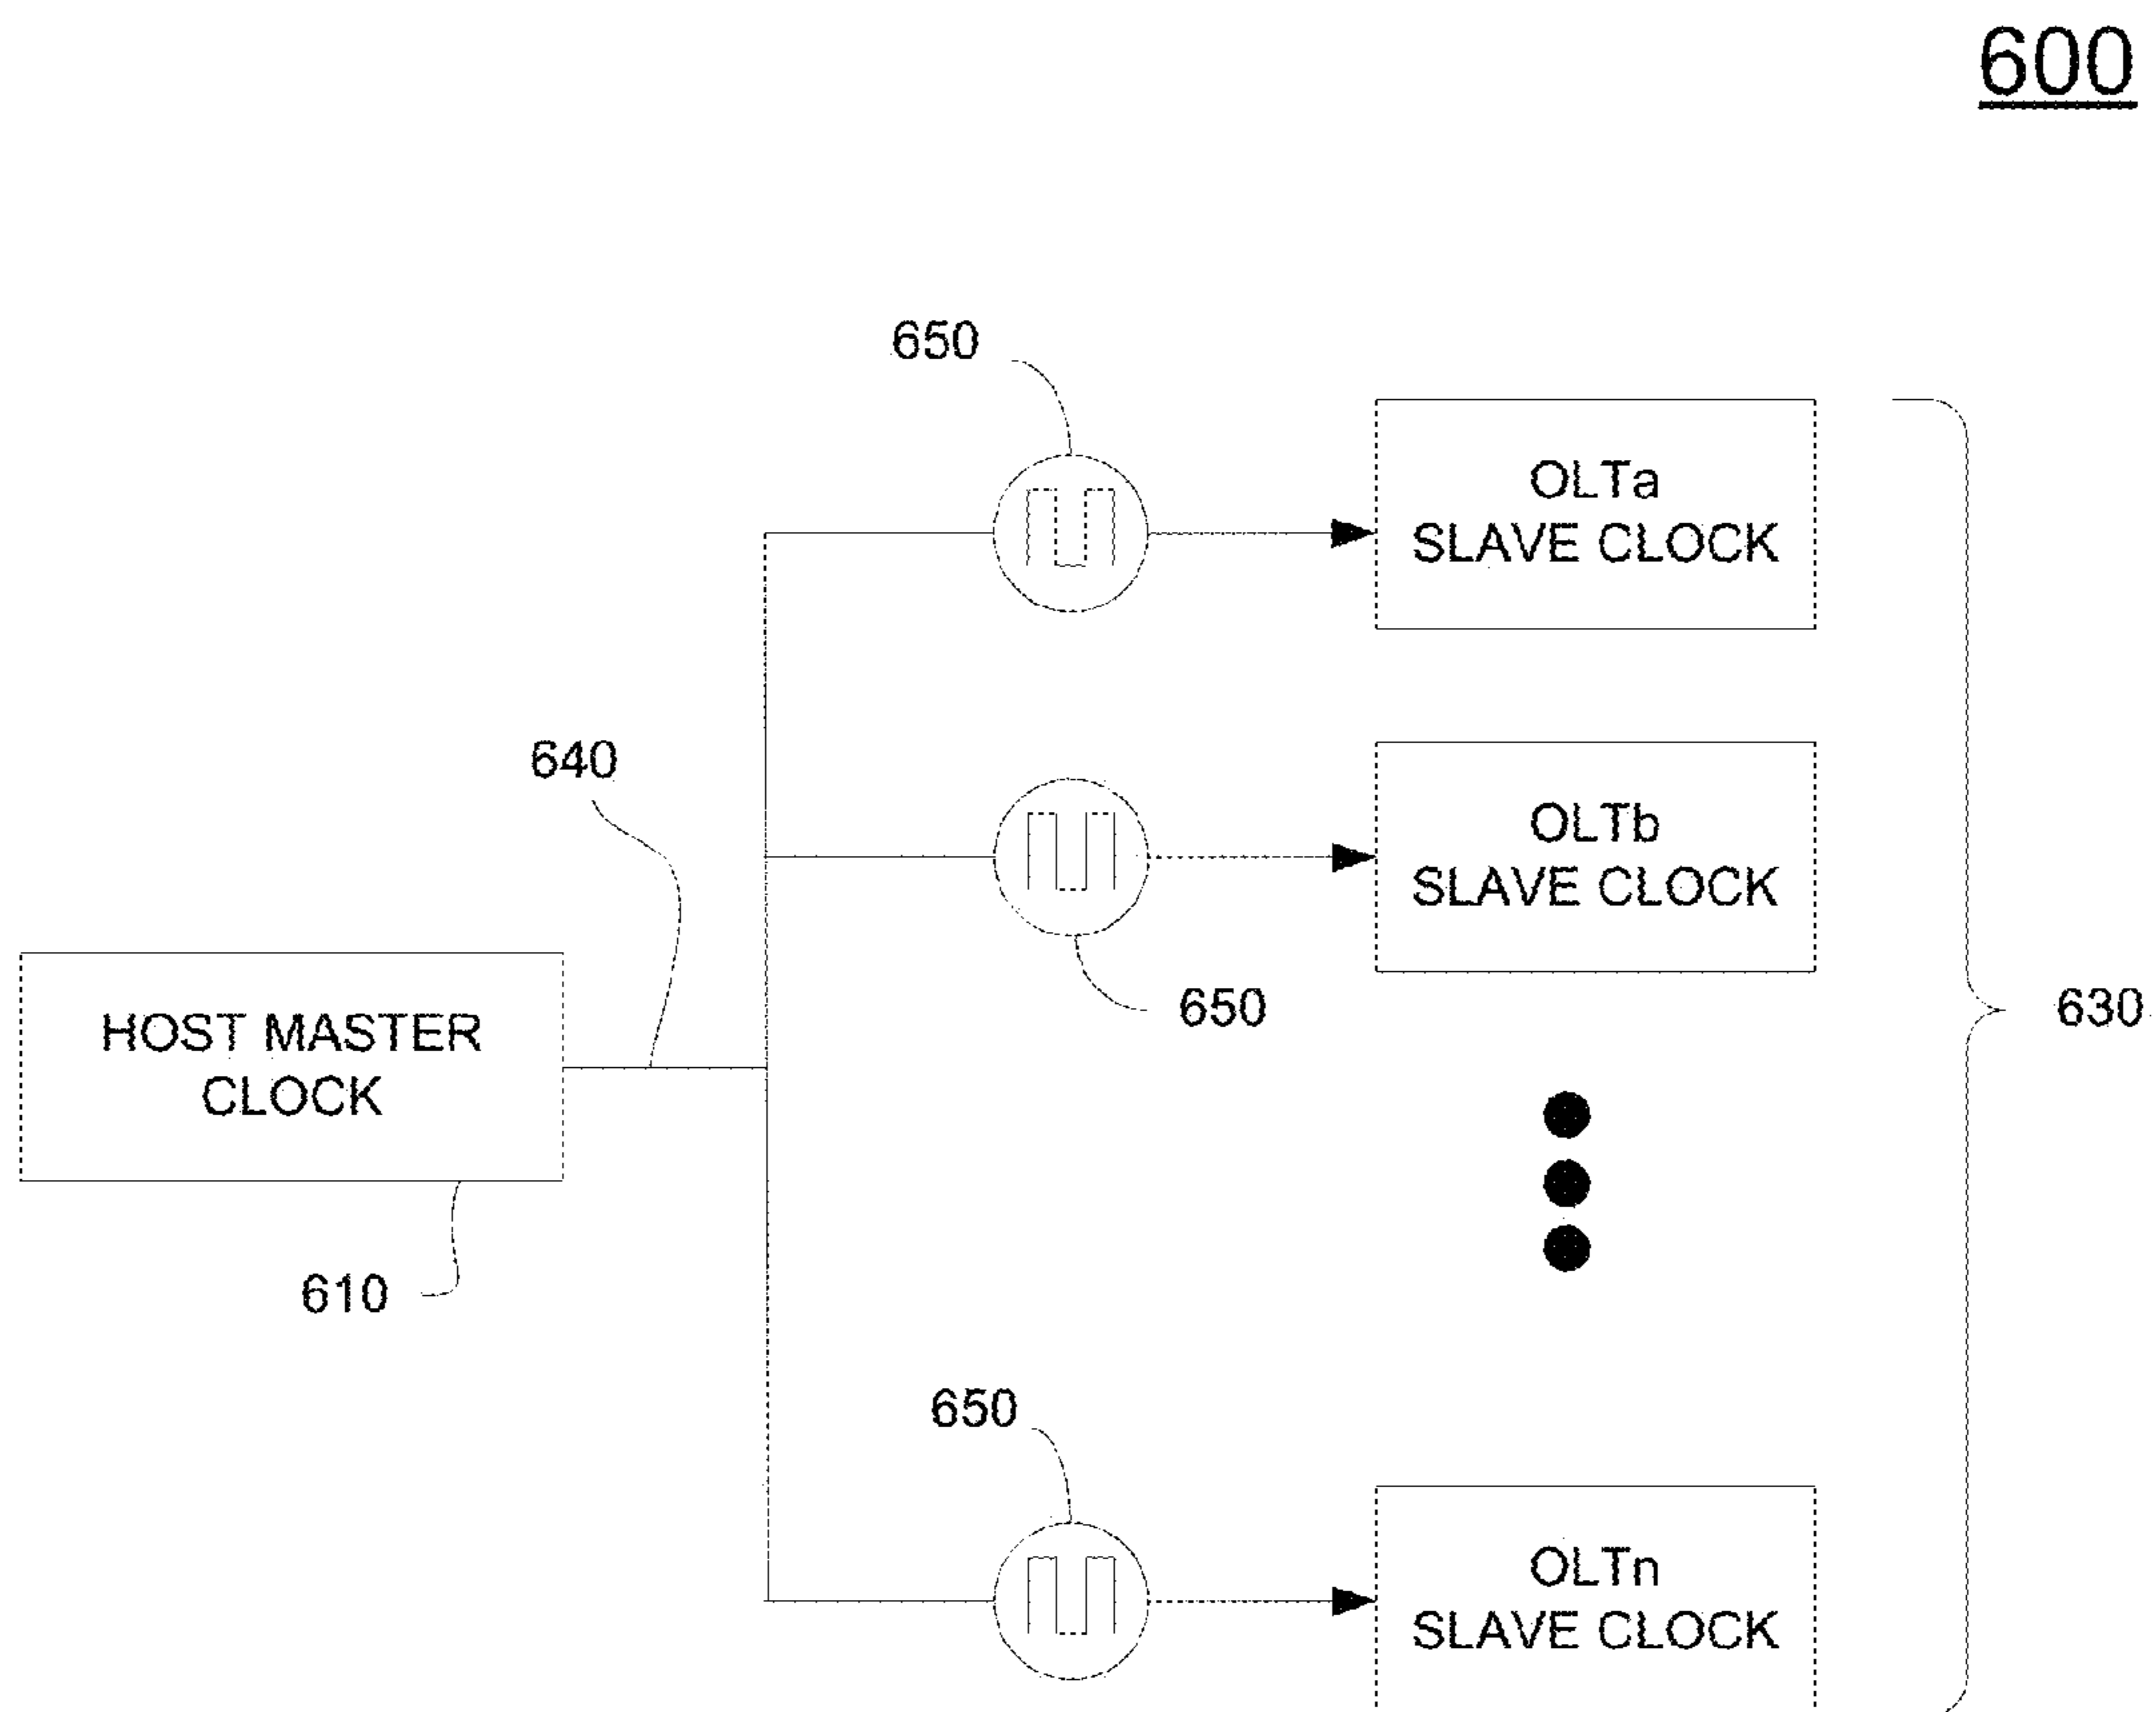 600
650
OLTa
SLAVE CLOCK
640
OLTb
SLAVE CLOCK
650
630
HOST MASTER
CLOCK
610
650
OLTn
SLAVE CLOCK